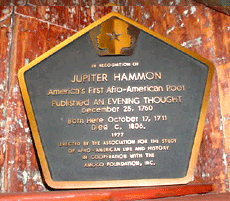 IN RECOGNITION OF
JUPITER HAMMON
America's First Afro-American Poet
Published AN EVENING THOUGHT
December 25, 1760
Born Here October 17, 1711
Died C. 1806.
1977
ERECTED BY THE ASSOCIATION FOR THE STUDY
OF AFRO-AMERICAN LIFE AND HISTORY
IN COOPERATION WITH THE
AMOCO FOUNDATION, INC.